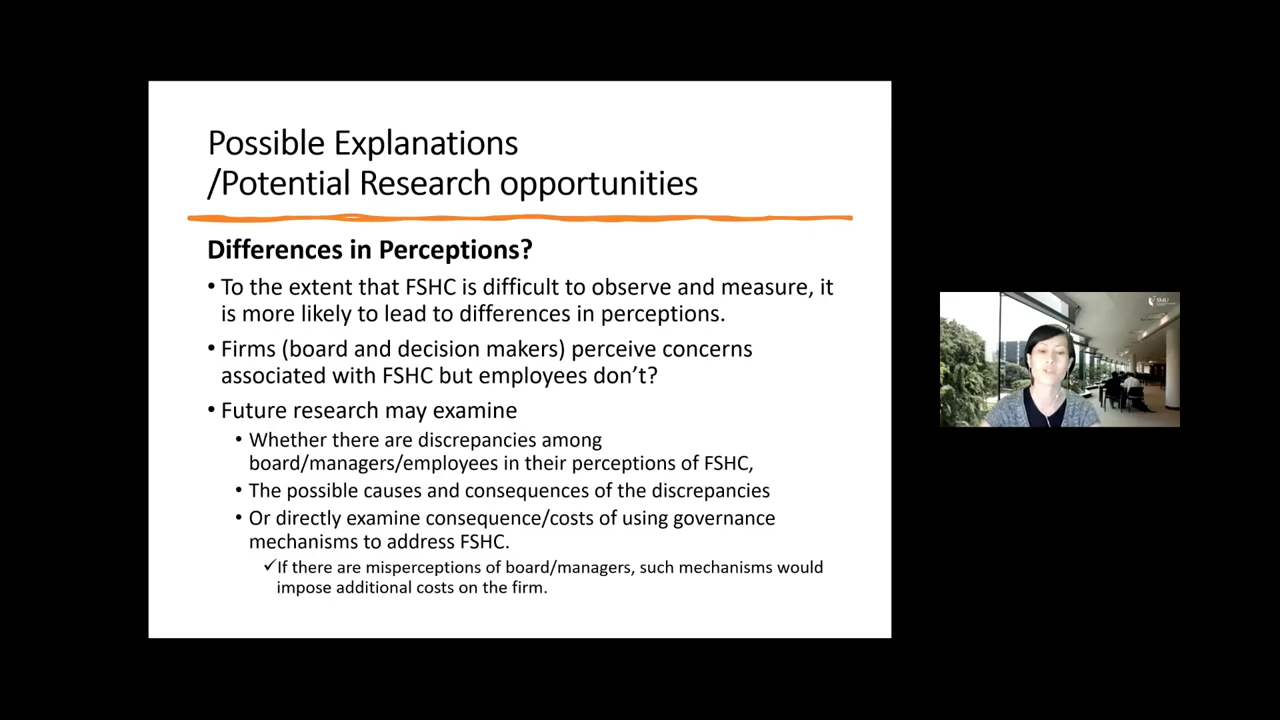 Possible Explanations
/Potential Research opportunities
Differences in Perceptions?
• To the extent that FSHC is difficult to observe and measure, it
is more likely to lead to differences in perceptions.
• Firms (board and decision makers) perceive concerns
associated with FSHC but employees don’t?
• Future research may examine
• Whether there are discrepancies among
board/managers/employees in their perceptions of FSHC,
• The possible causes and consequences of the discrepancies
• Or directly examine consequence/costs of using governance
mechanisms to address FSHC.
✓If there are misperceptions of board/managers, such mechanisms would
impose additional costs on the firm.
SMU